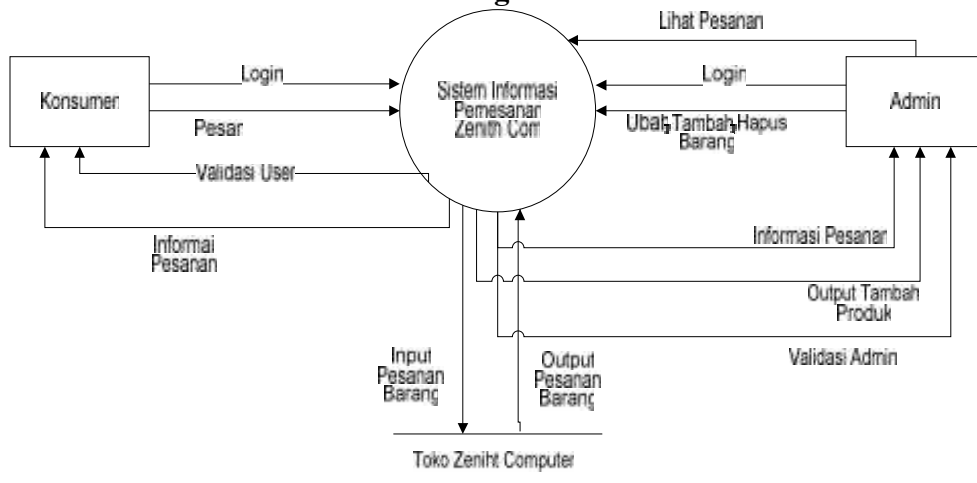 Lihat Pesanan
Login
Login
Konsumen
Sistem Informasi
Pemesanan
Zenith Com
Admin
Pesan
Ubah,Tambah,Hapus
Barang
Validasi User
Informai
Pesanan
Informasi Pesanan
Output Tambah
Produk
Validasi Admin
Input
Pesanan
Barang
Output
Pesanan
Barang
Toko Zeniht Computer